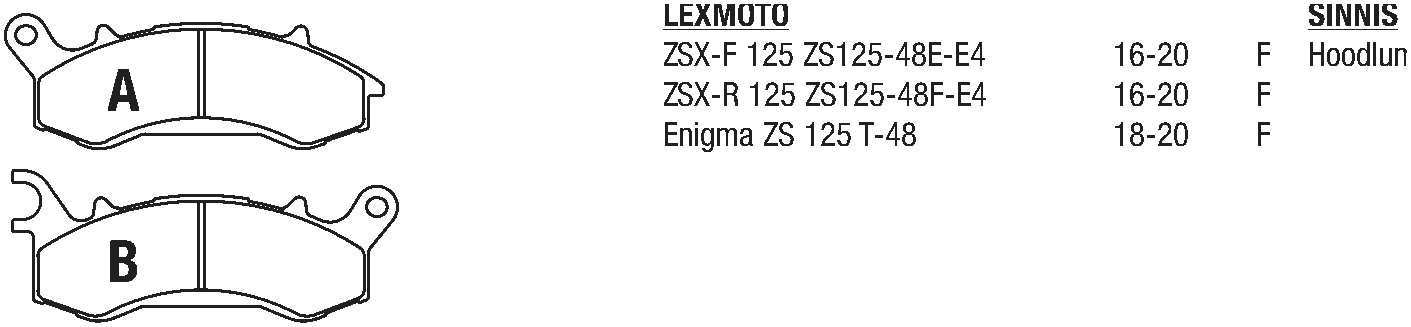 A
B
LEXMOTO
ZSX-F 125 ZS125-48E-E4 16-20 F
ZSX-R 125 ZS125-48F-E4 16-20 F
Enigma ZS 125 T-48 18-20 F
SINNIS